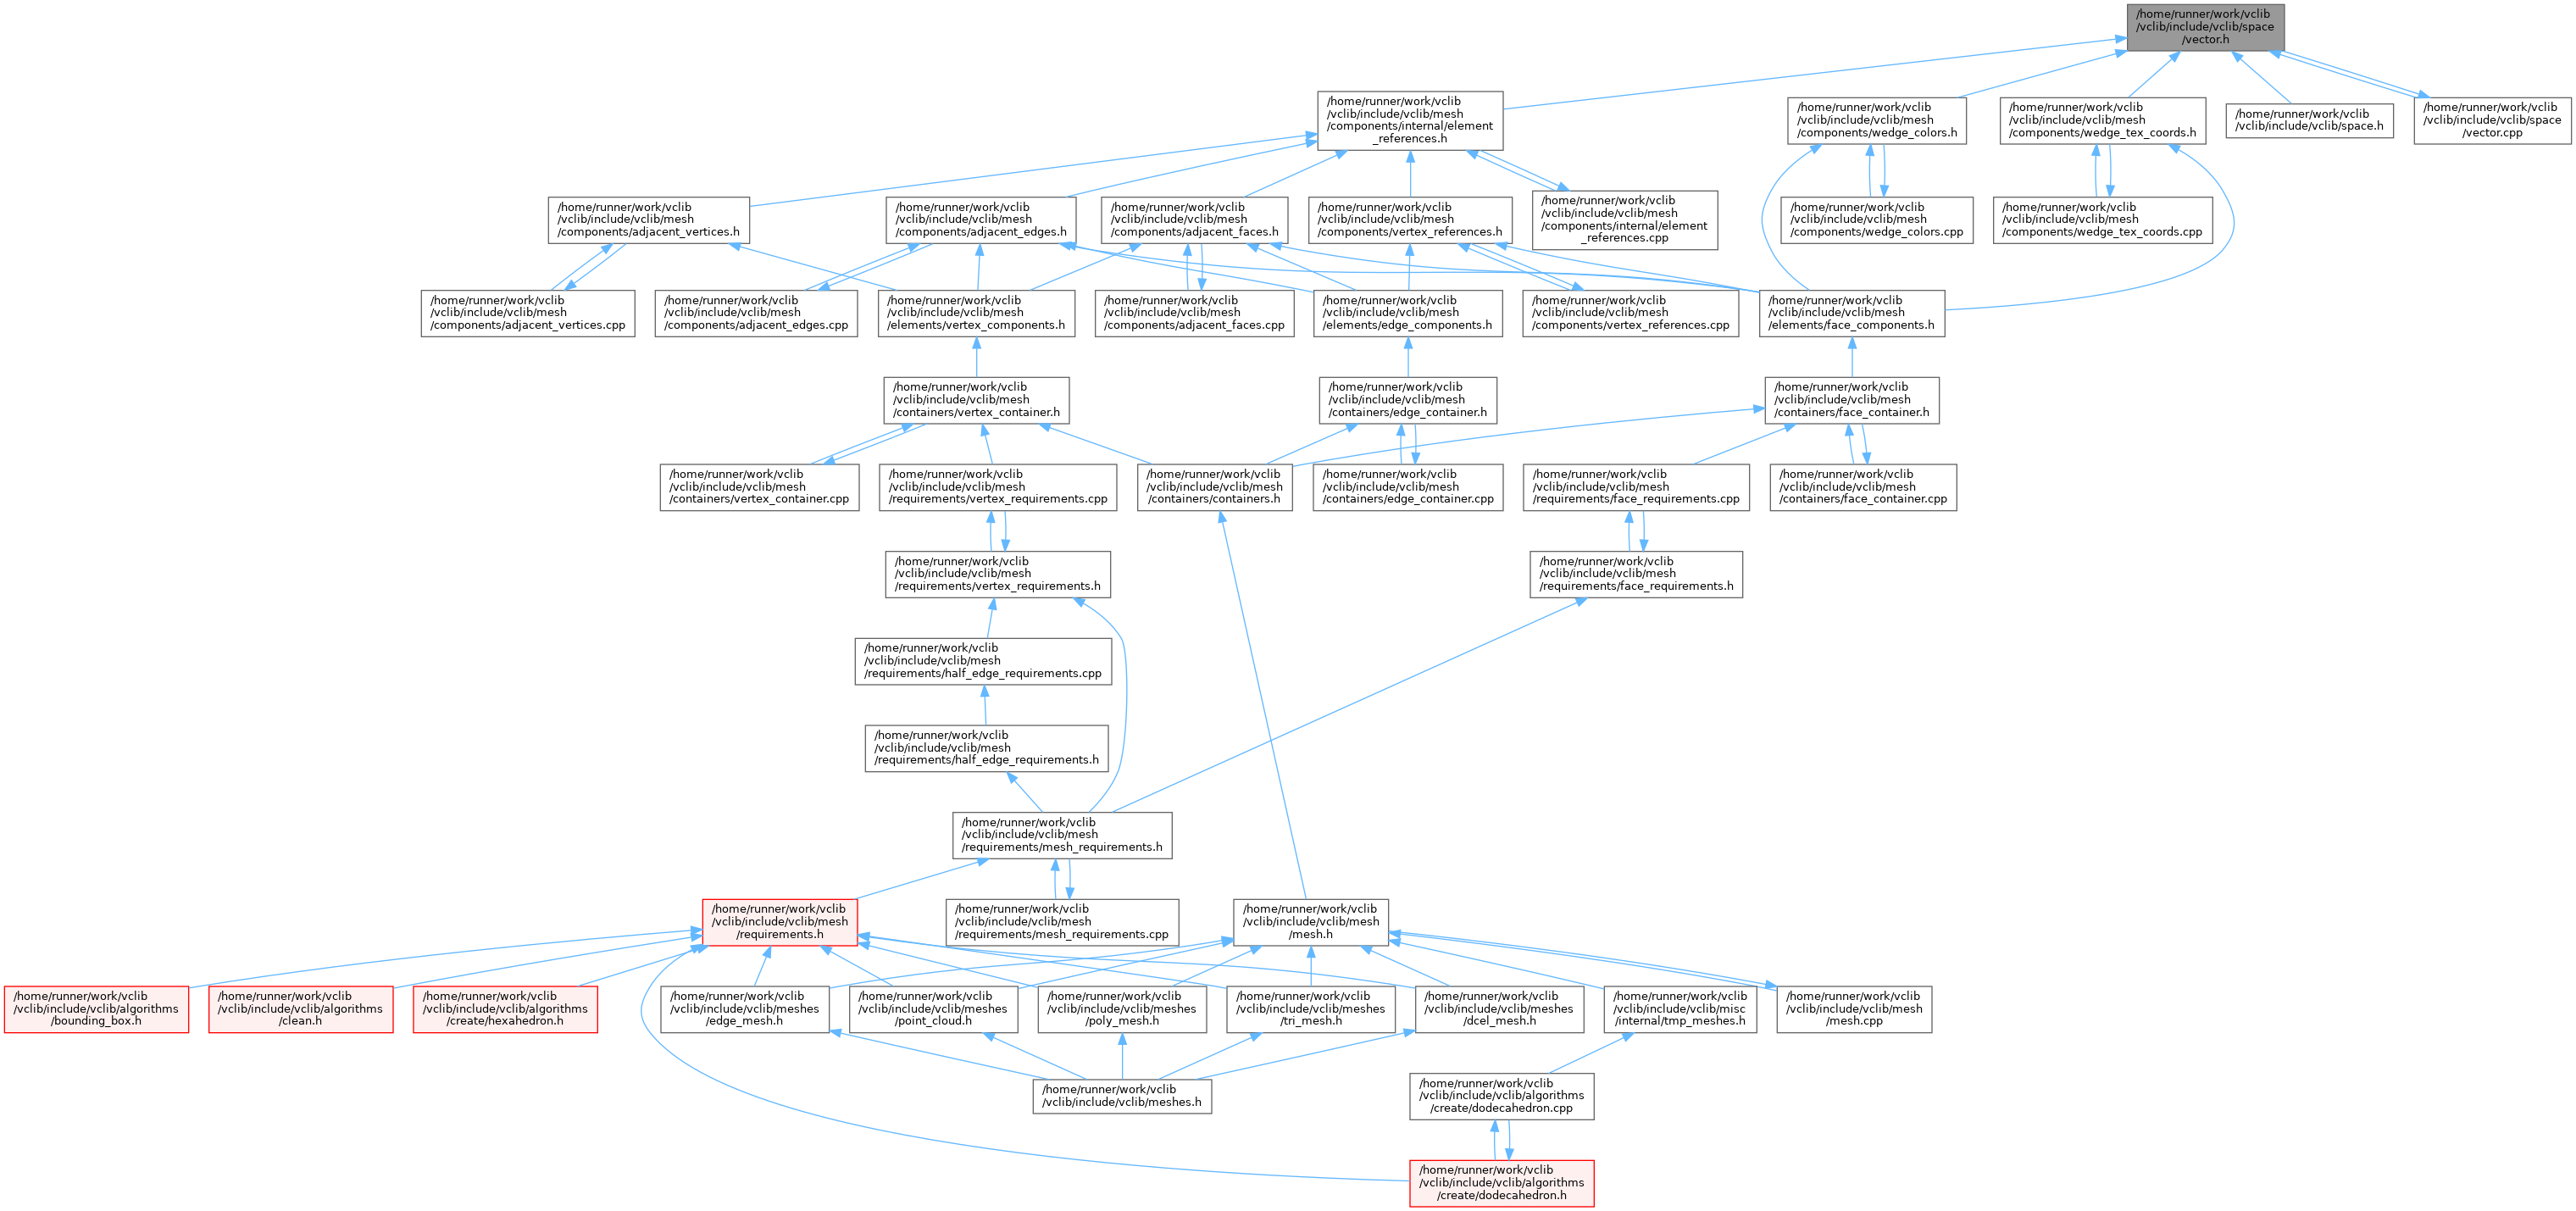 /home/runner/work/vclib
/vclib/include/vclib/space
/vector.h
/home/runner/work/vclib
/vclib/include/vclib/mesh
/components/internal/element
_references.h
/home/runner/work/vclib
/vclib/include/vclib/mesh
/components/wedge_colors.h
/home/runner/work/vclib
/vclib/include/vclib/mesh
/components/wedge_tex_coords.h
/home/runner/work/vclib
/vclib/include/vclib/space.h
/home/runner/work/vclib
/vclib/include/vclib/space
/vector.cpp
/home/runner/work/vclib
/vclib/include/vclib/mesh
/components/adjacent_vertices.h
/home/runner/work/vclib
/vclib/include/vclib/mesh
/components/adjacent_edges.h
/home/runner/work/vclib
/vclib/include/vclib/mesh
/components/adjacent_faces.h
/home/runner/work/vclib
/vclib/include/vclib/mesh
/components/vertex_references.h
/home/runner/work/vclib
/vclib/include/vclib/mesh
/components/internal/element
_references.cpp
/home/runner/work/vclib
/vclib/include/vclib/mesh
/components/wedge_colors.cpp
/home/runner/work/vclib
/vclib/include/vclib/mesh
/components/wedge_tex_coords.cpp
/home/runner/work/vclib
/vclib/include/vclib/mesh
/components/adjacent_vertices.cpp
/home/runner/work/vclib
/vclib/include/vclib/mesh
/components/adjacent_edges.cpp
/home/runner/work/vclib
/vclib/include/vclib/mesh
/elements/vertex_components.h
/home/runner/work/vclib
/vclib/include/vclib/mesh
/components/adjacent_faces.cpp
/home/runner/work/vclib
/vclib/include/vclib/mesh
/elements/edge_components.h
/home/runner/work/vclib
/vclib/include/vclib/mesh
/components/vertex_references.cpp
/home/runner/work/vclib
/vclib/include/vclib/mesh
/elements/face_components.h
/home/runner/work/vclib
/vclib/include/vclib/mesh
/containers/vertex_container.h
/home/runner/work/vclib
/vclib/include/vclib/mesh
/containers/edge_container.h
/home/runner/work/vclib
/vclib/include/vclib/mesh
/containers/face_container.h
/home/runner/work/vclib
/vclib/include/vclib/mesh
/containers/vertex_container.cpp
/home/runner/work/vclib
/vclib/include/vclib/mesh
/requirements/vertex_requirements.cpp
/home/runner/work/vclib
/vclib/include/vclib/mesh
/containers/containers.h
/home/runner/work/vclib
/vclib/include/vclib/mesh
/containers/edge_container.cpp
/home/runner/work/vclib
/vclib/include/vclib/mesh
/requirements/face_requirements.cpp
/home/runner/work/vclib
/vclib/include/vclib/mesh
/containers/face_container.cpp
/home/runner/work/vclib
/vclib/include/vclib/mesh
/requirements/vertex_requirements.h
/home/runner/work/vclib
/vclib/include/vclib/mesh
/requirements/face_requirements.h
/home/runner/work/vclib
/vclib/include/vclib/mesh
/requirements/half_edge_requirements.cpp
/home/runner/work/vclib
/vclib/include/vclib/mesh
/requirements/half_edge_requirements.h
/home/runner/work/vclib
/vclib/include/vclib/mesh
/requirements/mesh_requirements.h
/home/runner/work/vclib
/vclib/include/vclib/mesh
/requirements.h
/home/runner/work/vclib
/vclib/include/vclib/mesh
/requirements/mesh_requirements.cpp
/home/runner/work/vclib
/vclib/include/vclib/mesh
/mesh.h
/home/runner/work/vclib
/vclib/include/vclib/algorithms
/bounding_box.h
/home/runner/work/vclib
/vclib/include/vclib/algorithms
/clean.h
/home/runner/work/vclib
/vclib/include/vclib/algorithms
/create/hexahedron.h
/home/runner/work/vclib
/vclib/include/vclib/meshes
/edge_mesh.h
/home/runner/work/vclib
/vclib/include/vclib/meshes
/point_cloud.h
/home/runner/work/vclib
/vclib/include/vclib/meshes
/poly_mesh.h
/home/runner/work/vclib
/vclib/include/vclib/meshes
/tri_mesh.h
/home/runner/work/vclib
/vclib/include/vclib/meshes
/dcel_mesh.h
/home/runner/work/vclib
/vclib/include/vclib/misc
/internal/tmp_meshes.h
/home/runner/work/vclib
/vclib/include/vclib/mesh
/mesh.cpp
/home/runner/work/vclib
/vclib/include/vclib/meshes.h
/home/runner/work/vclib
/vclib/include/vclib/algorithms
/create/dodecahedron.cpp
/home/runner/work/vclib
/vclib/include/vclib/algorithms
/create/dodecahedron.h